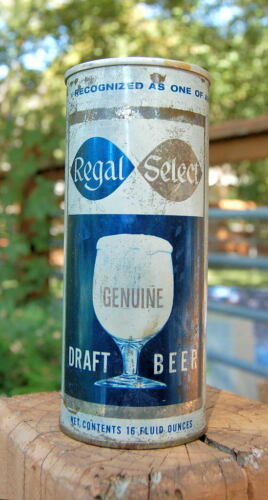 RECOGNIZED AS ONE OF
Regal Select
GENUINE
DRAFT BEER
NET CONTENTS 16 FLUID OUNCES